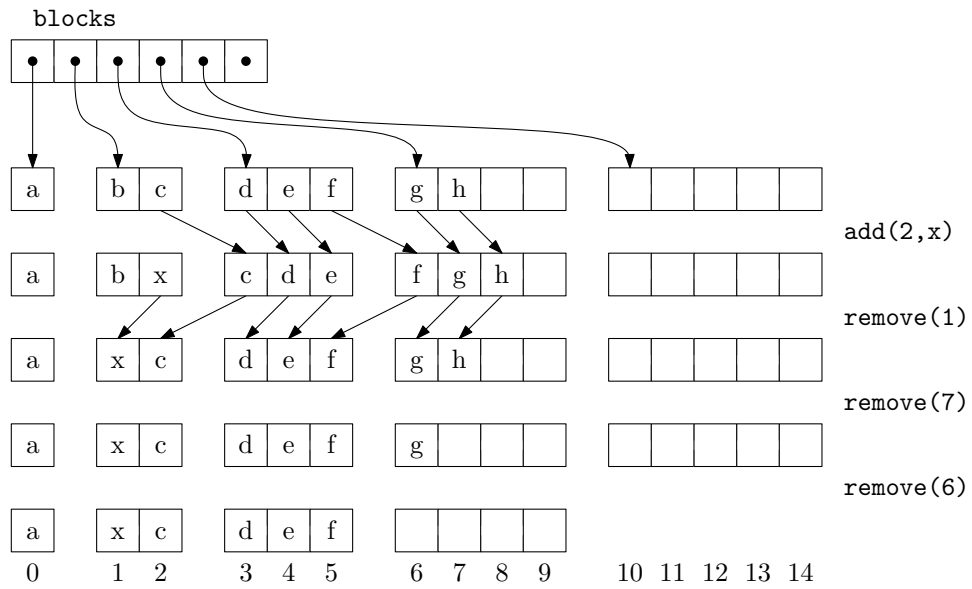 blocks
a b c d e f g h
add(2,x)
a b x c d e f g h
remove(1)
a x c d e f g h
remove(7)
a x c d e f g
remove(6)
a x c d e f
0 1 2 3 4 5 6 7 8 9 10 11 12 13 14